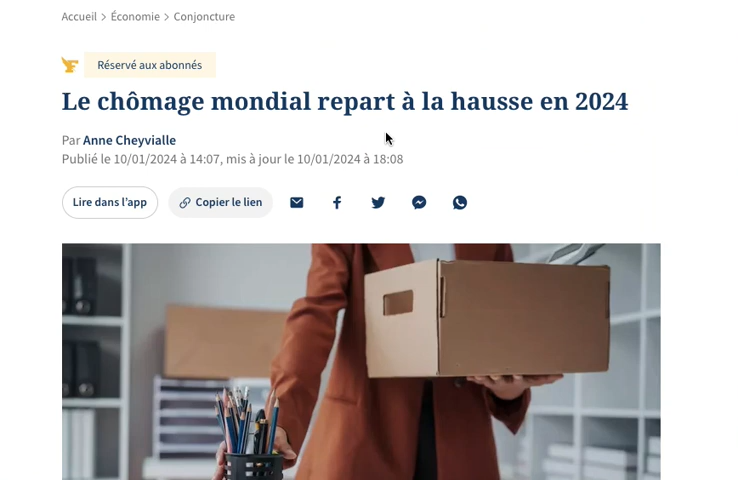 Accueil > Économie > Conjoncture
Réservé aux abonnés
Le chômage mondial repart à la hausse en 2024
Par Anne Cheyvialle
Publié le 10/01/2024 à 14:07, mis à jour le 10/01/2024 à 18:08
Lire dans l'app
Copier le lien